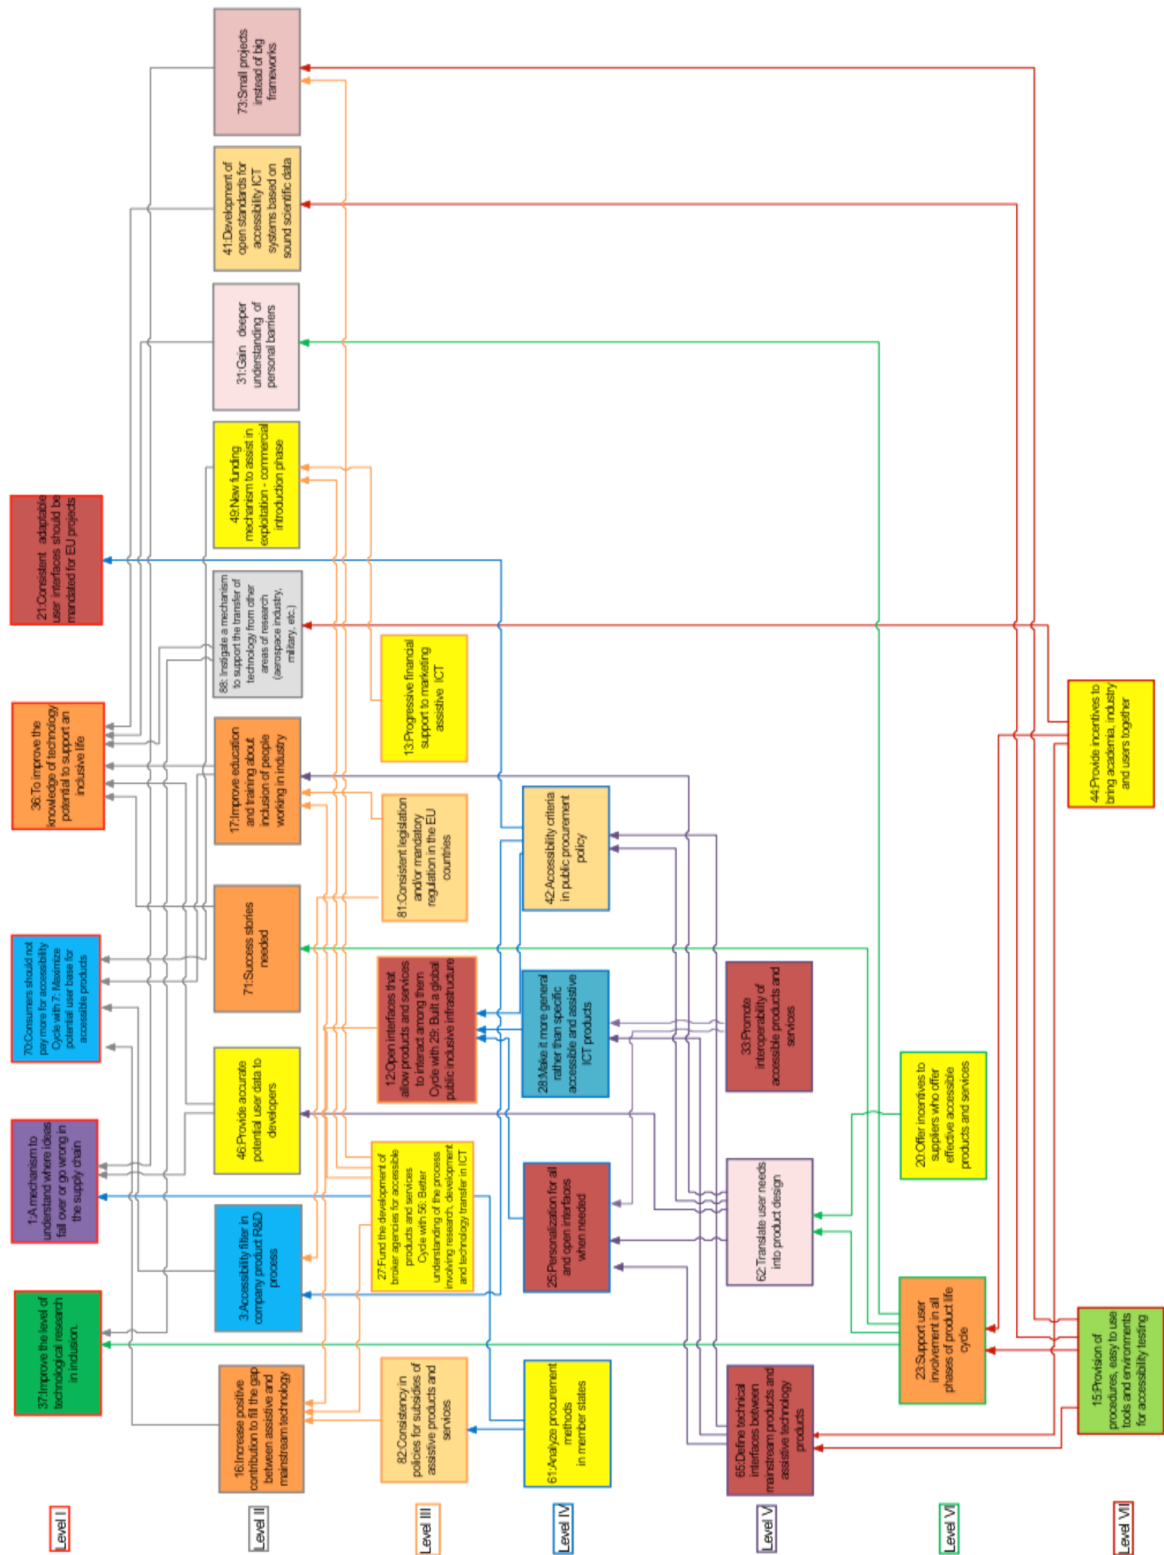 Level I
37:Improve the level of
technological research
in inclusion.
1:A mechanism to
understand where ideas
fall over or go wrong in
the supply chain
70:Consumers should not
pay more for accessibility
Cycle with 7: Maximize
potential user base for
accessible products
36:To improve the
knowledge of technology
potential to support an
inclusive life
21:Consistent adaptable
user interfaces should be
mandated for EU projects
Level II
16:Increase positive
contribution to fill the gap
between assistive and
mainstream technology
3:Accessibility filter in
company product R&D
process
46:Provide accurate
potential user data to
developers
71:Success stories
needed
17:Improve education
and training about
inclusion of people
working in industry
88: Instigate a mechanism
to support the transfer of
technology from other
areas of research
(aerospace industry,
military, etc.)
49:New funding
mechanism to assist in
exploitation - commercial
introduction phase
31:Gain deeper
understanding of
personal barriers
41:Development of
open standards for
accessibility ICT
systems based on
sound scientific data
73:Small projects
instead of big
frameworks
Level III
82:Consistency in
policies for subsidies of
assistive products and
services.
27:Fund the development of
broker agencies for accessible
products and services
Cycle with 56: Better
understanding of the process
involving research, development
and technology transfer in ICT
12:Open interfaces that
allow products and services
to interact among them
Cycle with 29: Built a global
public inclusive infrastructure
81:Consistent legislation
and/or mandatory
regulation in the EU
countries
13:Progressive financial
support to marketing
assistive ICT
Level IV
61:Analyze procurement
methods
in member states
25:Personalization for all
and open interfaces
when needed
28:Make it more general
rather than specific
accessible and assistive
ICT products
42:Accessibility criteria
in public procurement
policy
Level V
65:Define technical
interfaces between
mainstream products and
assistive technology
products
62:Translate user needs
into product design
33:Promote
interoperability of
accessible products and
services
Level VI
23:Support user
involvement in all
phases of product life
cycle
20:Offer incentives to
suppliers who offer
effective accessible
products and services
Level VII
15:Provision of
procedures, easy to use
tools and environments
for accessibility testing
44:Provide incentives to
bring academia, industry
and users together